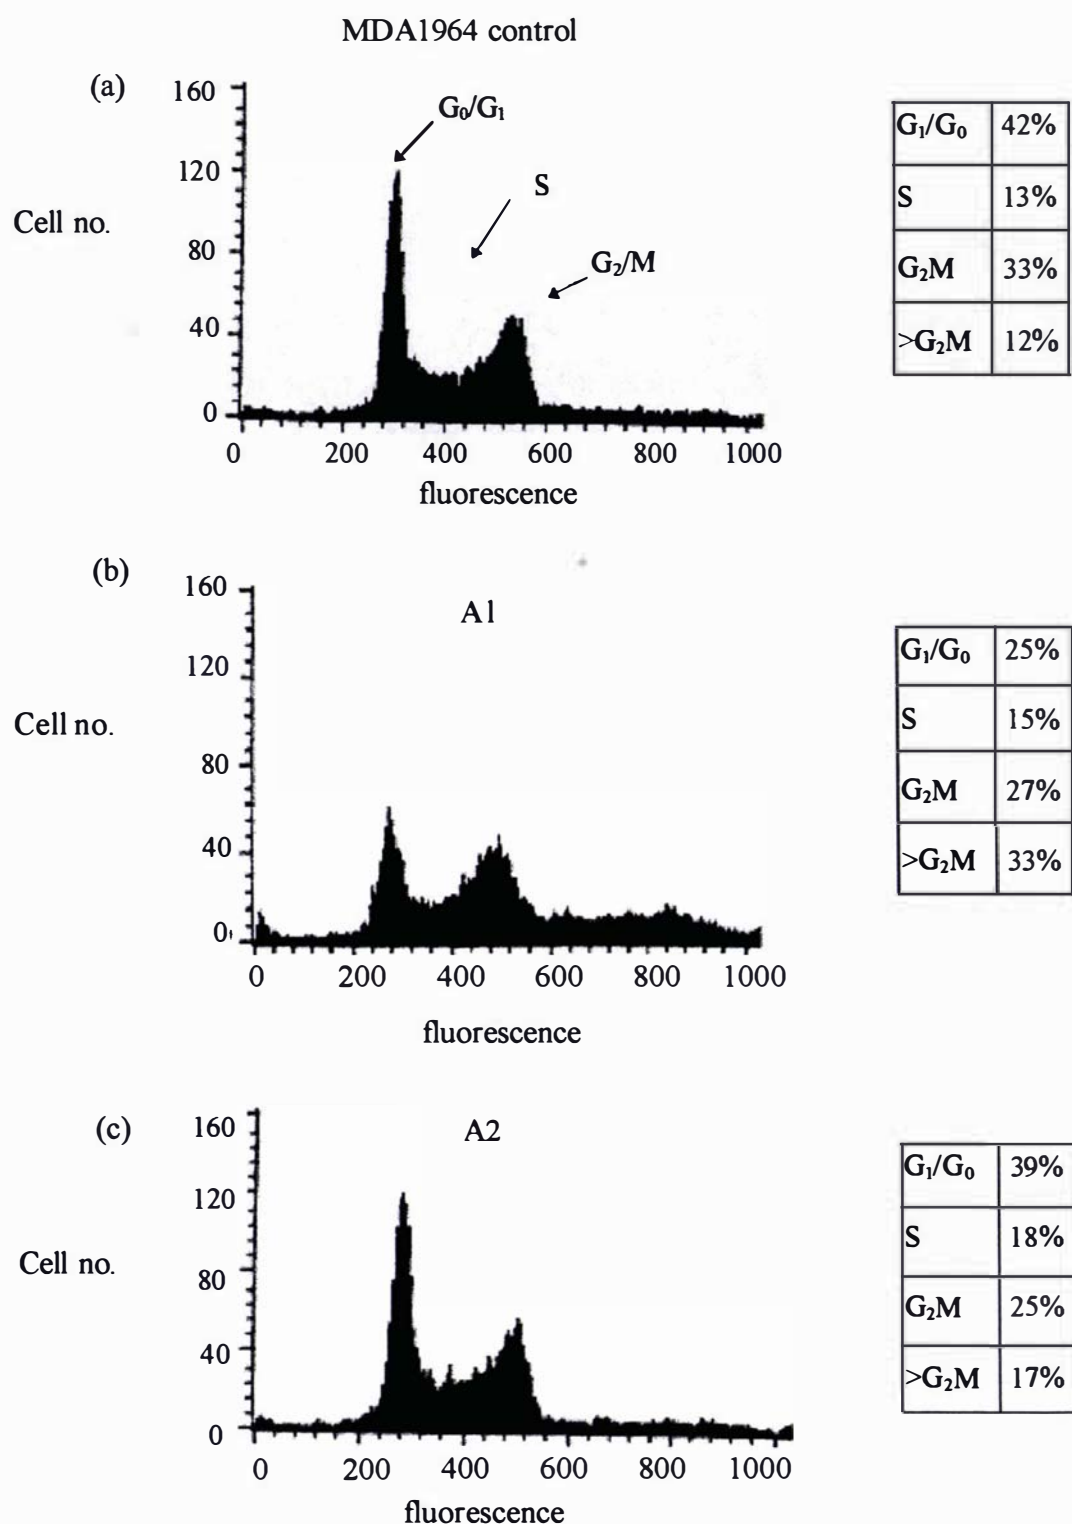 MDA1964 control
(a)
160
120
80
40
0
Cell no.
G₀/G₁
S
G₂/M
0 200 400 600 800 1000
fluorescence
G₁/G₀ 42%
S 13%
G₂M 33%
>G₂M 12%
(b)
A1
160
120
80
40
0
Cell no.
0 200 400 600 800 1000
fluorescence
G₁/G₀ 25%
S 15%
G₂M 27%
>G₂M 33%
(c)
A2
160
120
80
40
0
Cell no.
0 200 400 600 800 1000
fluorescence
G₁/G₀ 39%
S 18%
G₂M 25%
>G₂M 17%